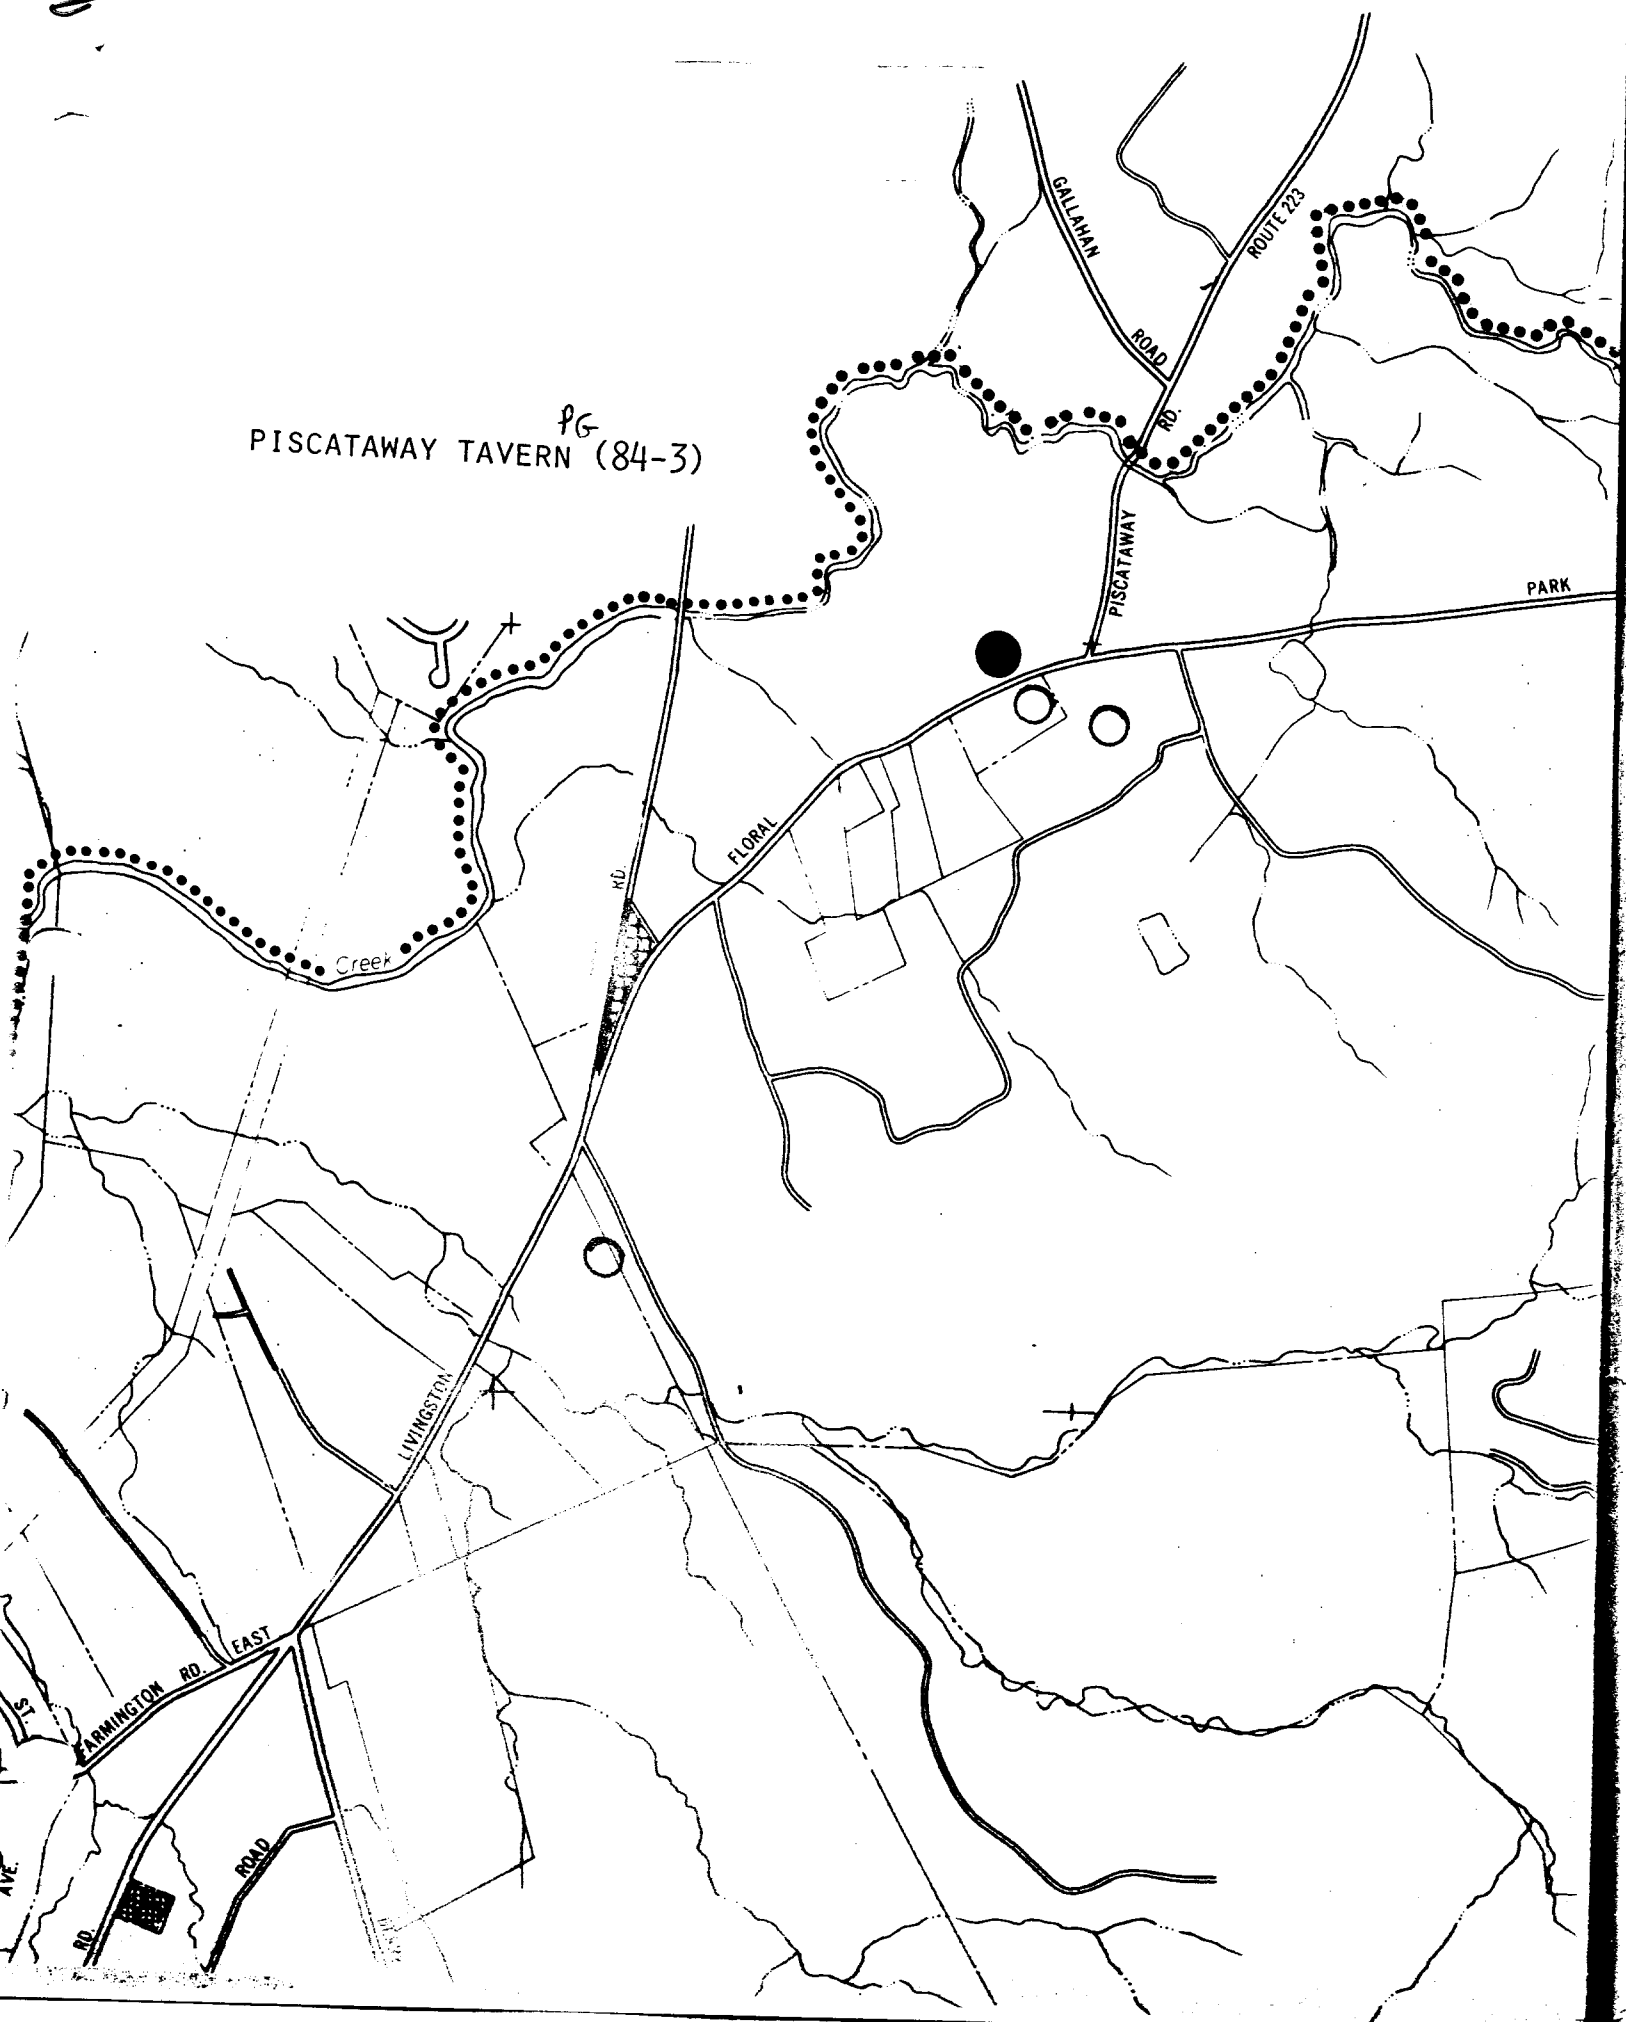 GALLAHAN
ROAD
ROUTE 223
RD.
PG
PISCATAWAY TAVERN (84-3)
PISCATAWAY
PARK
FLORAL
RD.
Creek
LIVINGSTON
EAST
FARMINGTON RD.
ST.
ROAD
AVE.
RD.